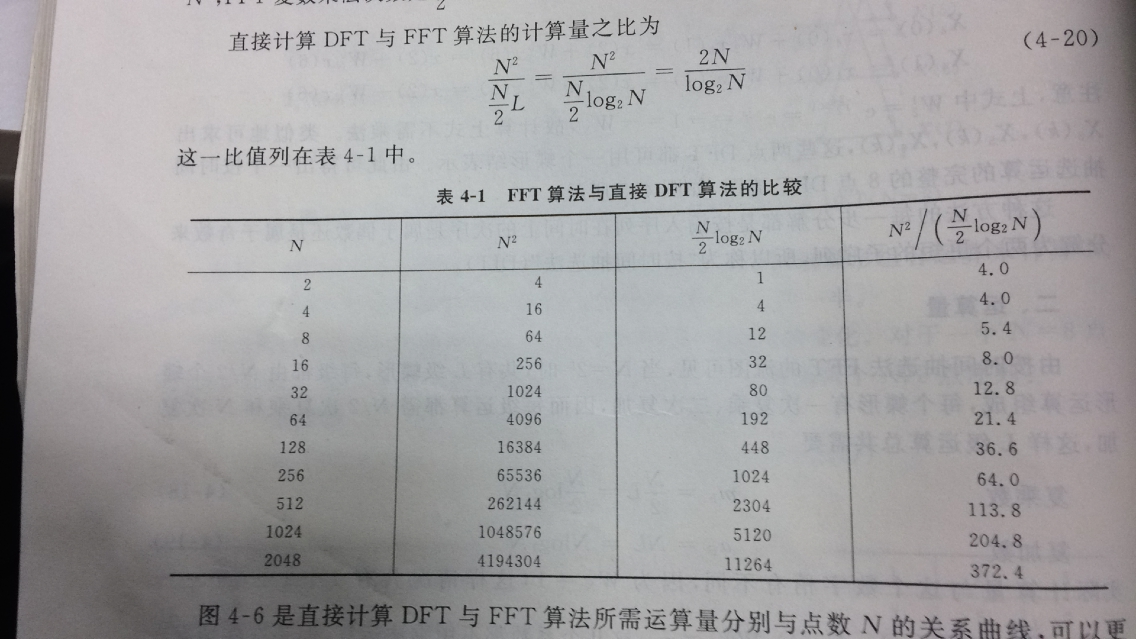 直接计算 DFT 与 FFT 算法的计算量之比为
N² / (N/2 L) = N² / (N/2 log₂ N) = 2N / log₂ N (4-20)
这一比值列在表 4-1 中。
表 4-1 FFT 算法与直接 DFT 算法的比较
N N² N/2 log₂ N N²/(N/2 log₂ N)
2 4 1 4.0
4 16 4 4.0
8 64 12 5.4
16 256 32 8.0
32 1024 80 12.8
64 4096 192 21.4
128 16384 448 36.6
256 65536 1024 64.0
512 262144 2304 113.8
1024 1048576 5120 204.8
2048 4194304 11264 372.4
图 4-6 是直接计算 DFT 与 FFT 算法所需运算量分别与点数 N 的关系曲线,可以更